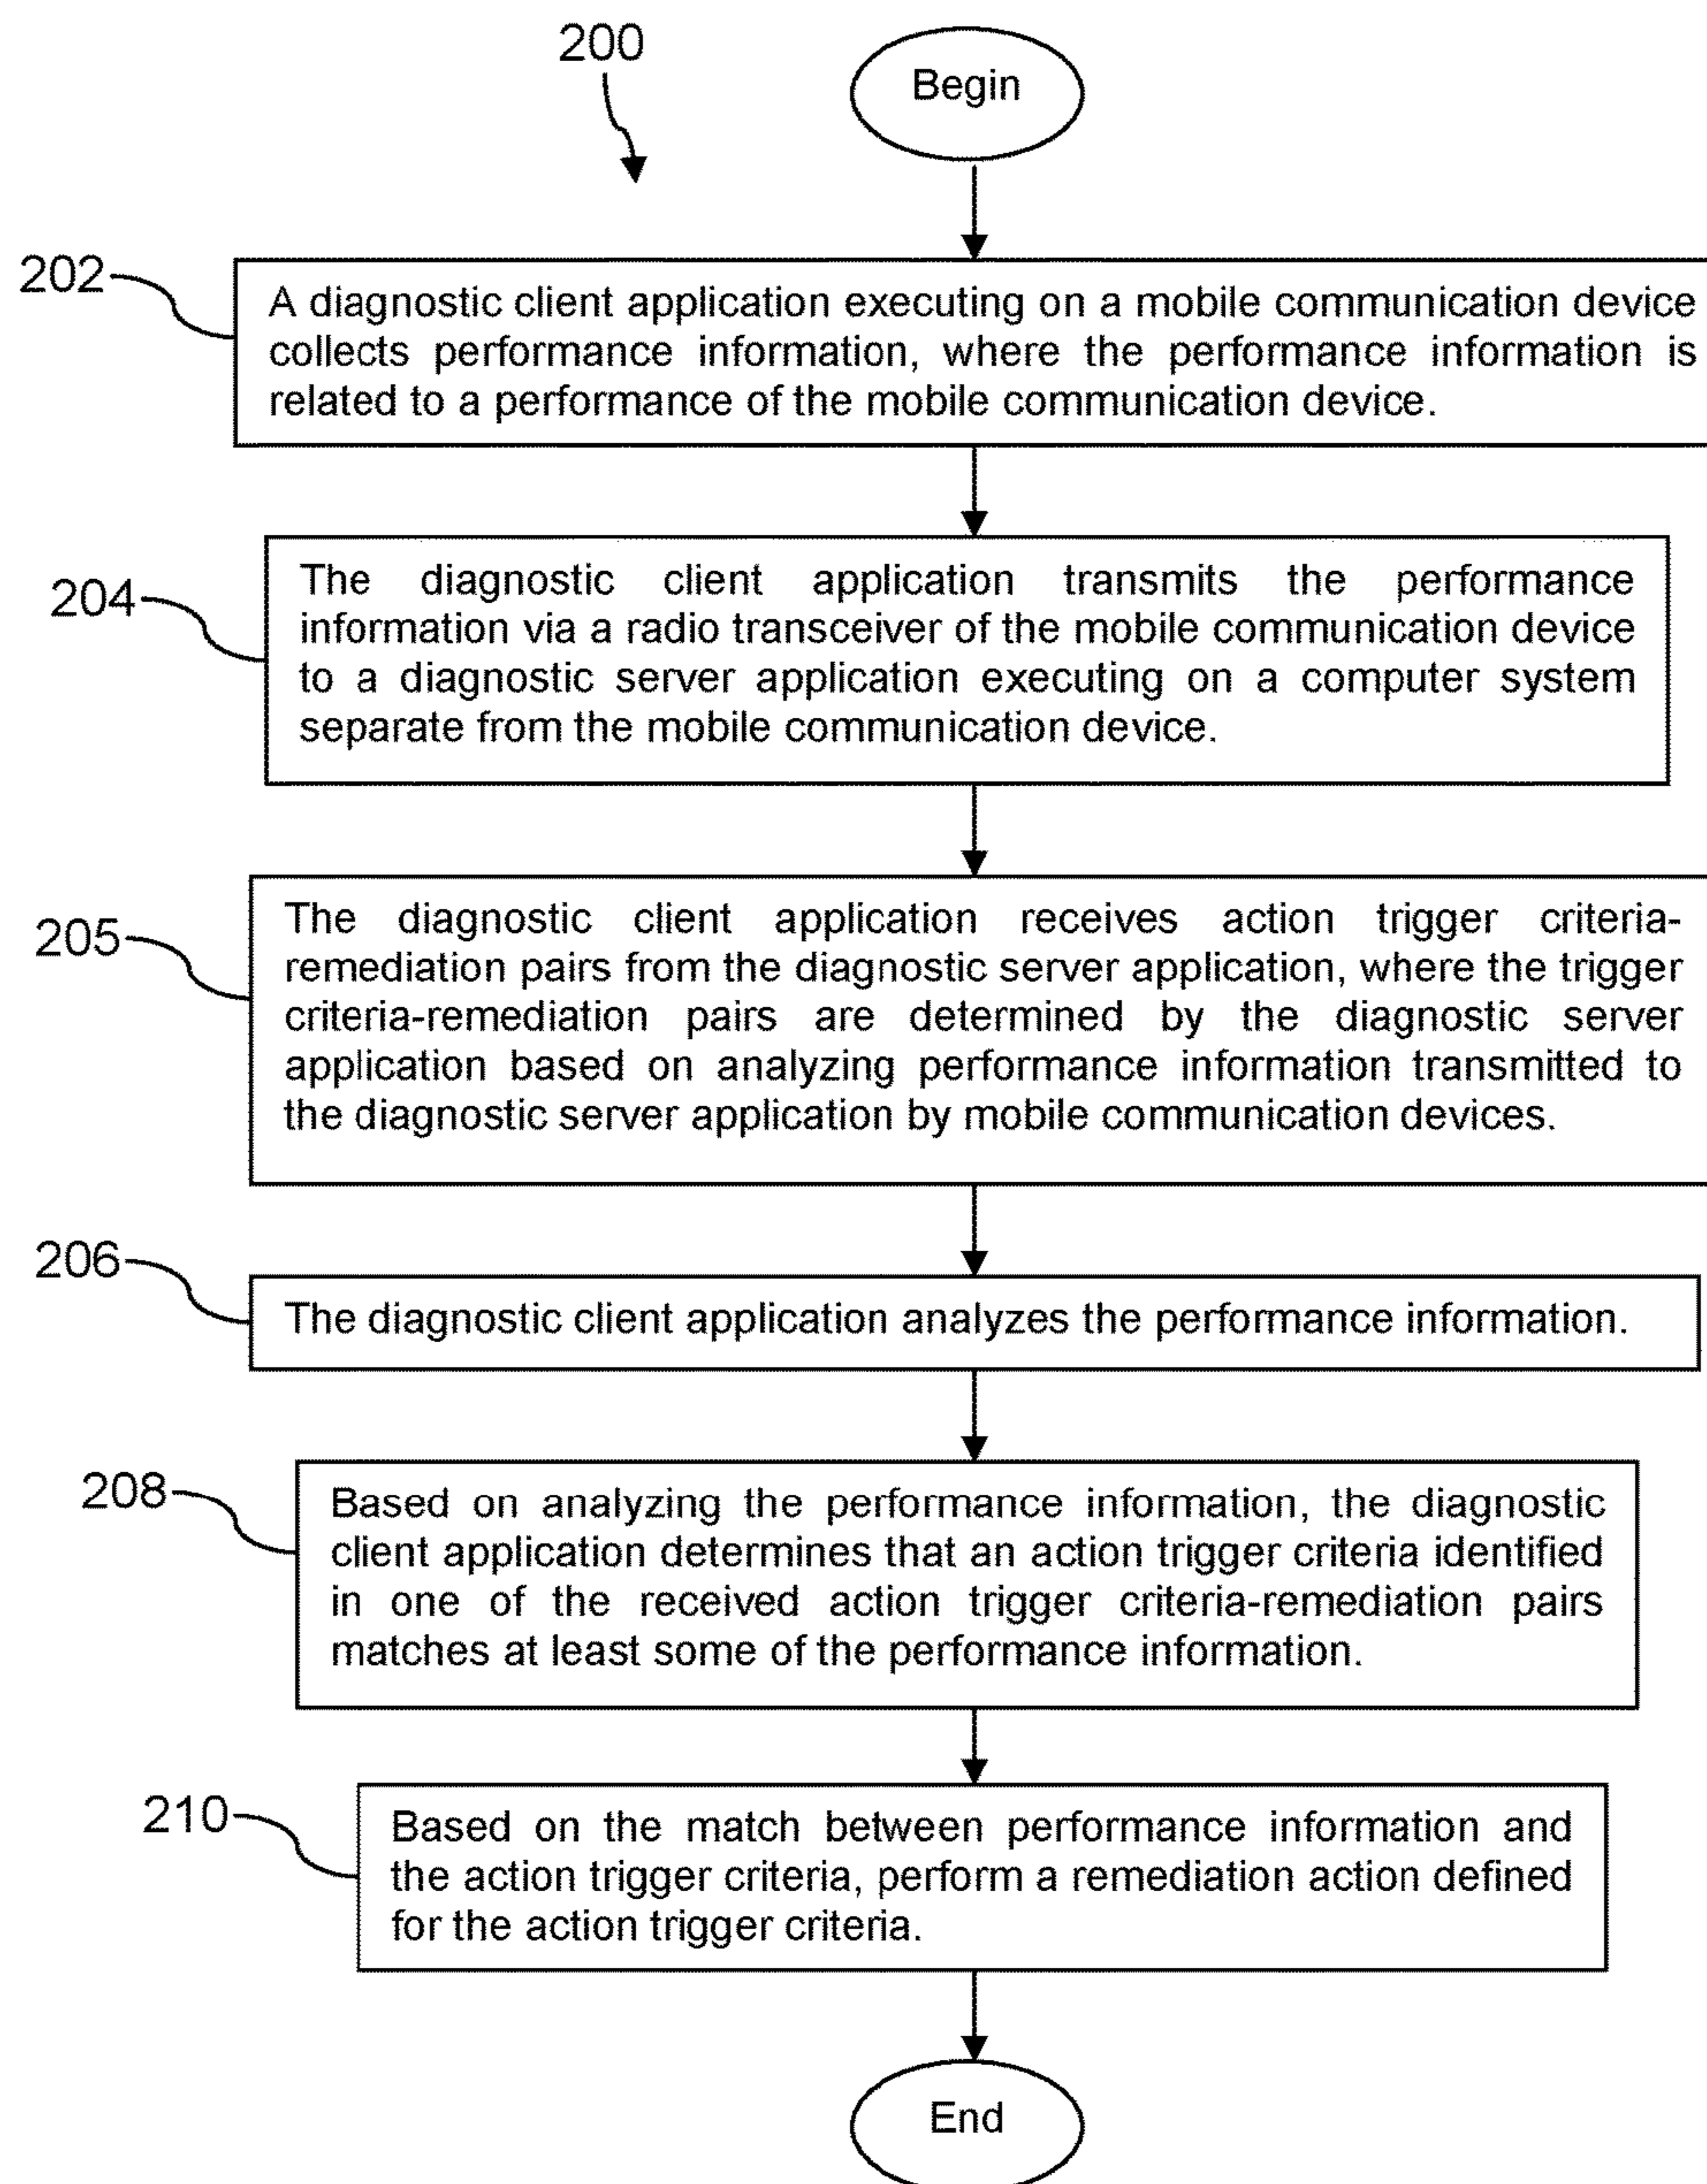 200
Begin
202
A diagnostic client application executing on a mobile communication device
collects performance information, where the performance information is
related to a performance of the mobile communication device.
204
The diagnostic client application transmits the performance
information via a radio transceiver of the mobile communication device
to a diagnostic server application executing on a computer system
separate from the mobile communication device.
205
The diagnostic client application receives action trigger criteria-
remediation pairs from the diagnostic server application, where the trigger
criteria-remediation pairs are determined by the diagnostic server
application based on analyzing performance information transmitted to
the diagnostic server application by mobile communication devices.
206
The diagnostic client application analyzes the performance information.
208
Based on analyzing the performance information, the diagnostic
client application determines that an action trigger criteria identified
in one of the received action trigger criteria-remediation pairs
matches at least some of the performance information.
210
Based on the match between performance information and
the action trigger criteria, perform a remediation action defined
for the action trigger criteria.
End